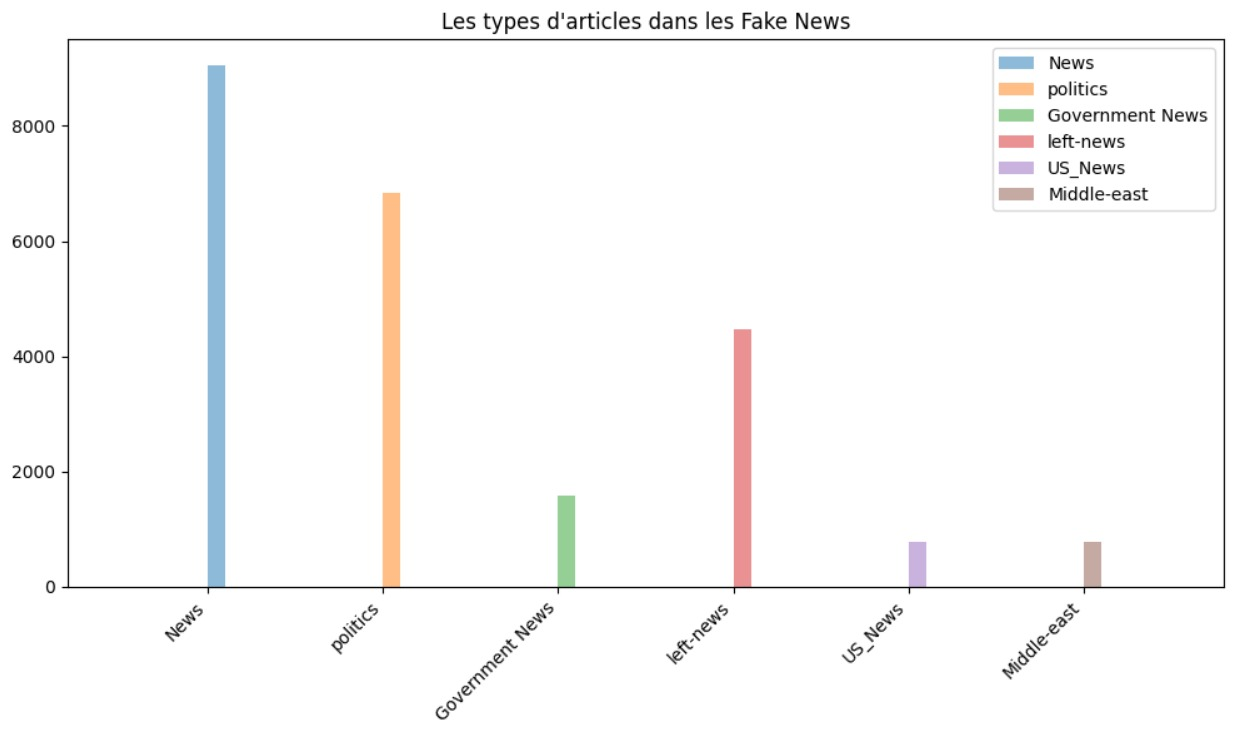 Les types d'articles dans les Fake News
News
politics
Government News
left-news
US_News
Middle-east
8000
6000
4000
2000
0
News
politics
Government News
left-news
US_News
Middle-east